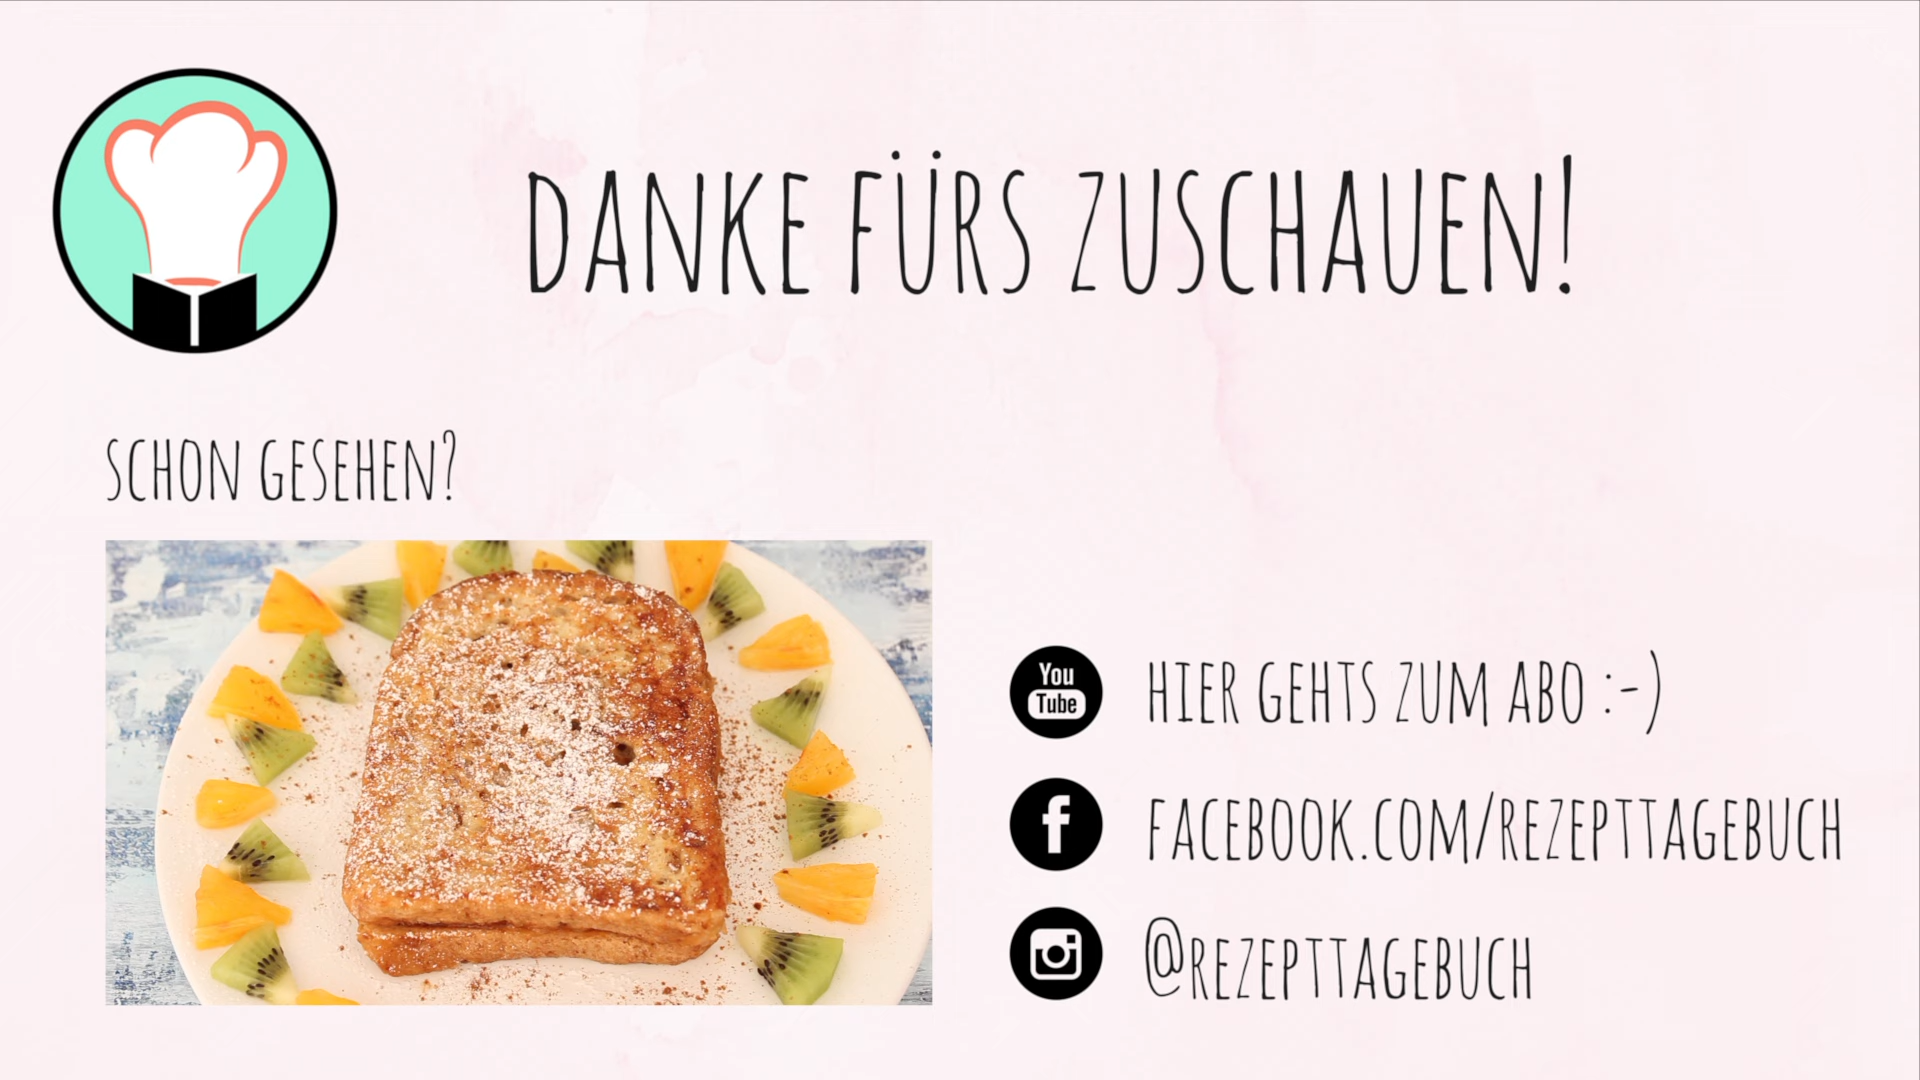 DANKE FÜRS ZUSCHAUEN!
SCHON GESEHEN?
You
Tube
HIER GEHTS ZUM ABO :-)
f
FACEBOOK.COM/REZEPTTAGEBUCH
@REZEPTTAGEBUCH